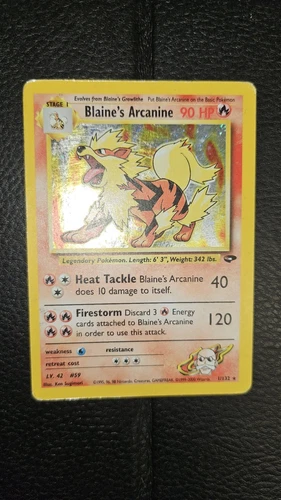 STAGE 1 Evolves from Blaine's Growlithe Put Blaine's Arcanine on the Basic Pokémon
Blaine's Arcanine 90 HP
Legendary Pokémon. Length: 6' 3", Weight: 342 lbs.
Heat Tackle Blaine's Arcanine
does 10 damage to itself. 40
Firestorm Discard 3 Energy
cards attached to Blaine's Arcanine 120
in order to use this attack.
weakness resistance
retreat cost
LV. 42 #59
Illus. Ken Sugimori
1/132